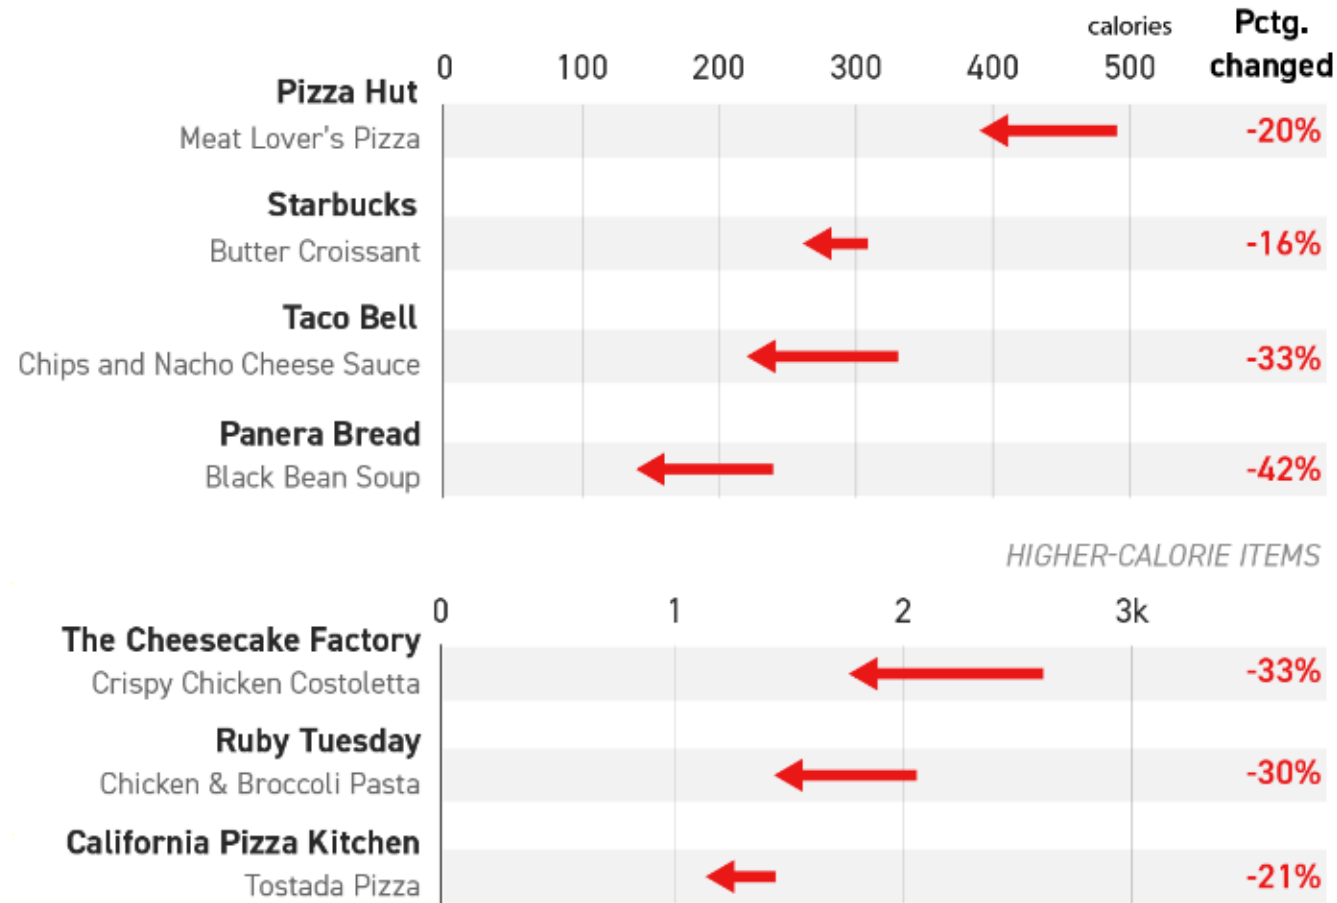 calories Pctg.
0 100 200 300 400 500 changed
Pizza Hut
Meat Lover's Pizza -20%
Starbucks
Butter Croissant -16%
Taco Bell
Chips and Nacho Cheese Sauce -33%
Panera Bread
Black Bean Soup -42%
HIGHER-CALORIE ITEMS
0 1 2 3k
The Cheesecake Factory
Crispy Chicken Costoletta -33%
Ruby Tuesday
Chicken & Broccoli Pasta -30%
California Pizza Kitchen
Tostada Pizza -21%